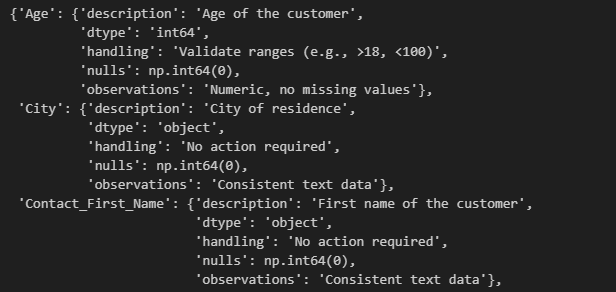 {'Age': {'description': 'Age of the customer',
'dtype': 'int64',
'handling': 'Validate ranges (e.g., >18, <100)',
'nulls': np.int64(0),
'observations': 'Numeric, no missing values'},
'City': {'description': 'City of residence',
'dtype': 'object',
'handling': 'No action required',
'nulls': np.int64(0),
'observations': 'Consistent text data'},
'Contact_First_Name': {'description': 'First name of the customer',
'dtype': 'object',
'handling': 'No action required',
'nulls': np.int64(0),
'observations': 'Consistent text data'},